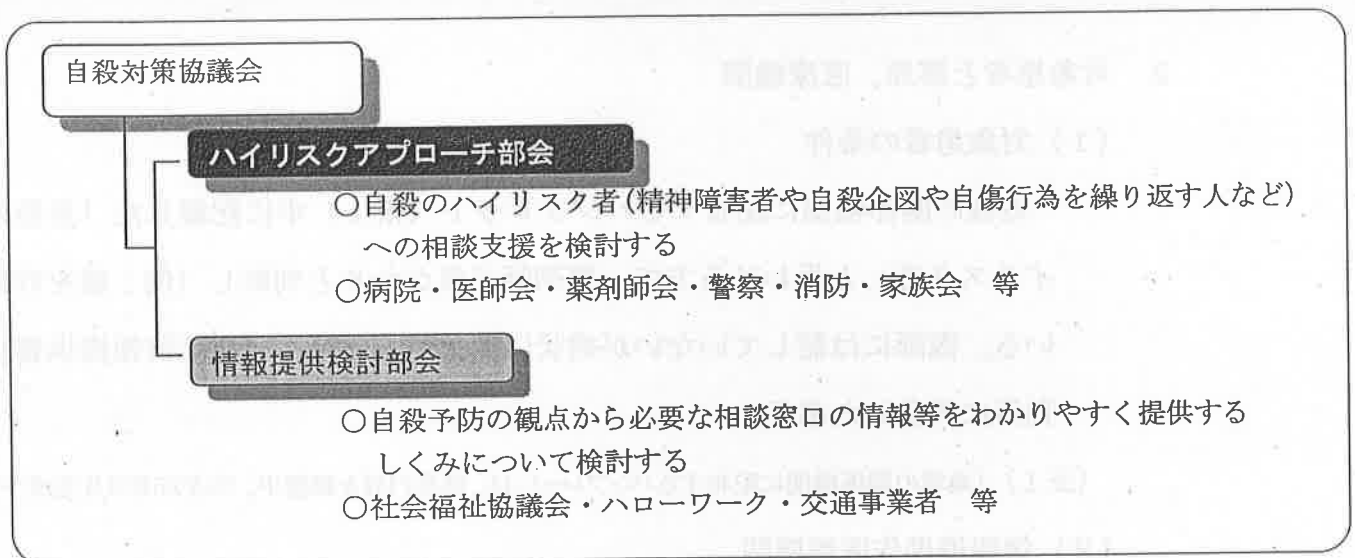 自殺対策協議会
ハイリスクアプローチ部会
○自殺のハイリスク者(精神障害者や自殺企図や自傷行為を繰り返す人など)
への相談支援を検討する
○病院・医師会・薬剤師会・警察・消防・家族会 等
情報提供検討部会
○自殺予防の観点から必要な相談窓口の情報等をわかりやすく提供する
しくみについて検討する
○社会福祉協議会・ハローワーク・交通事業者 等